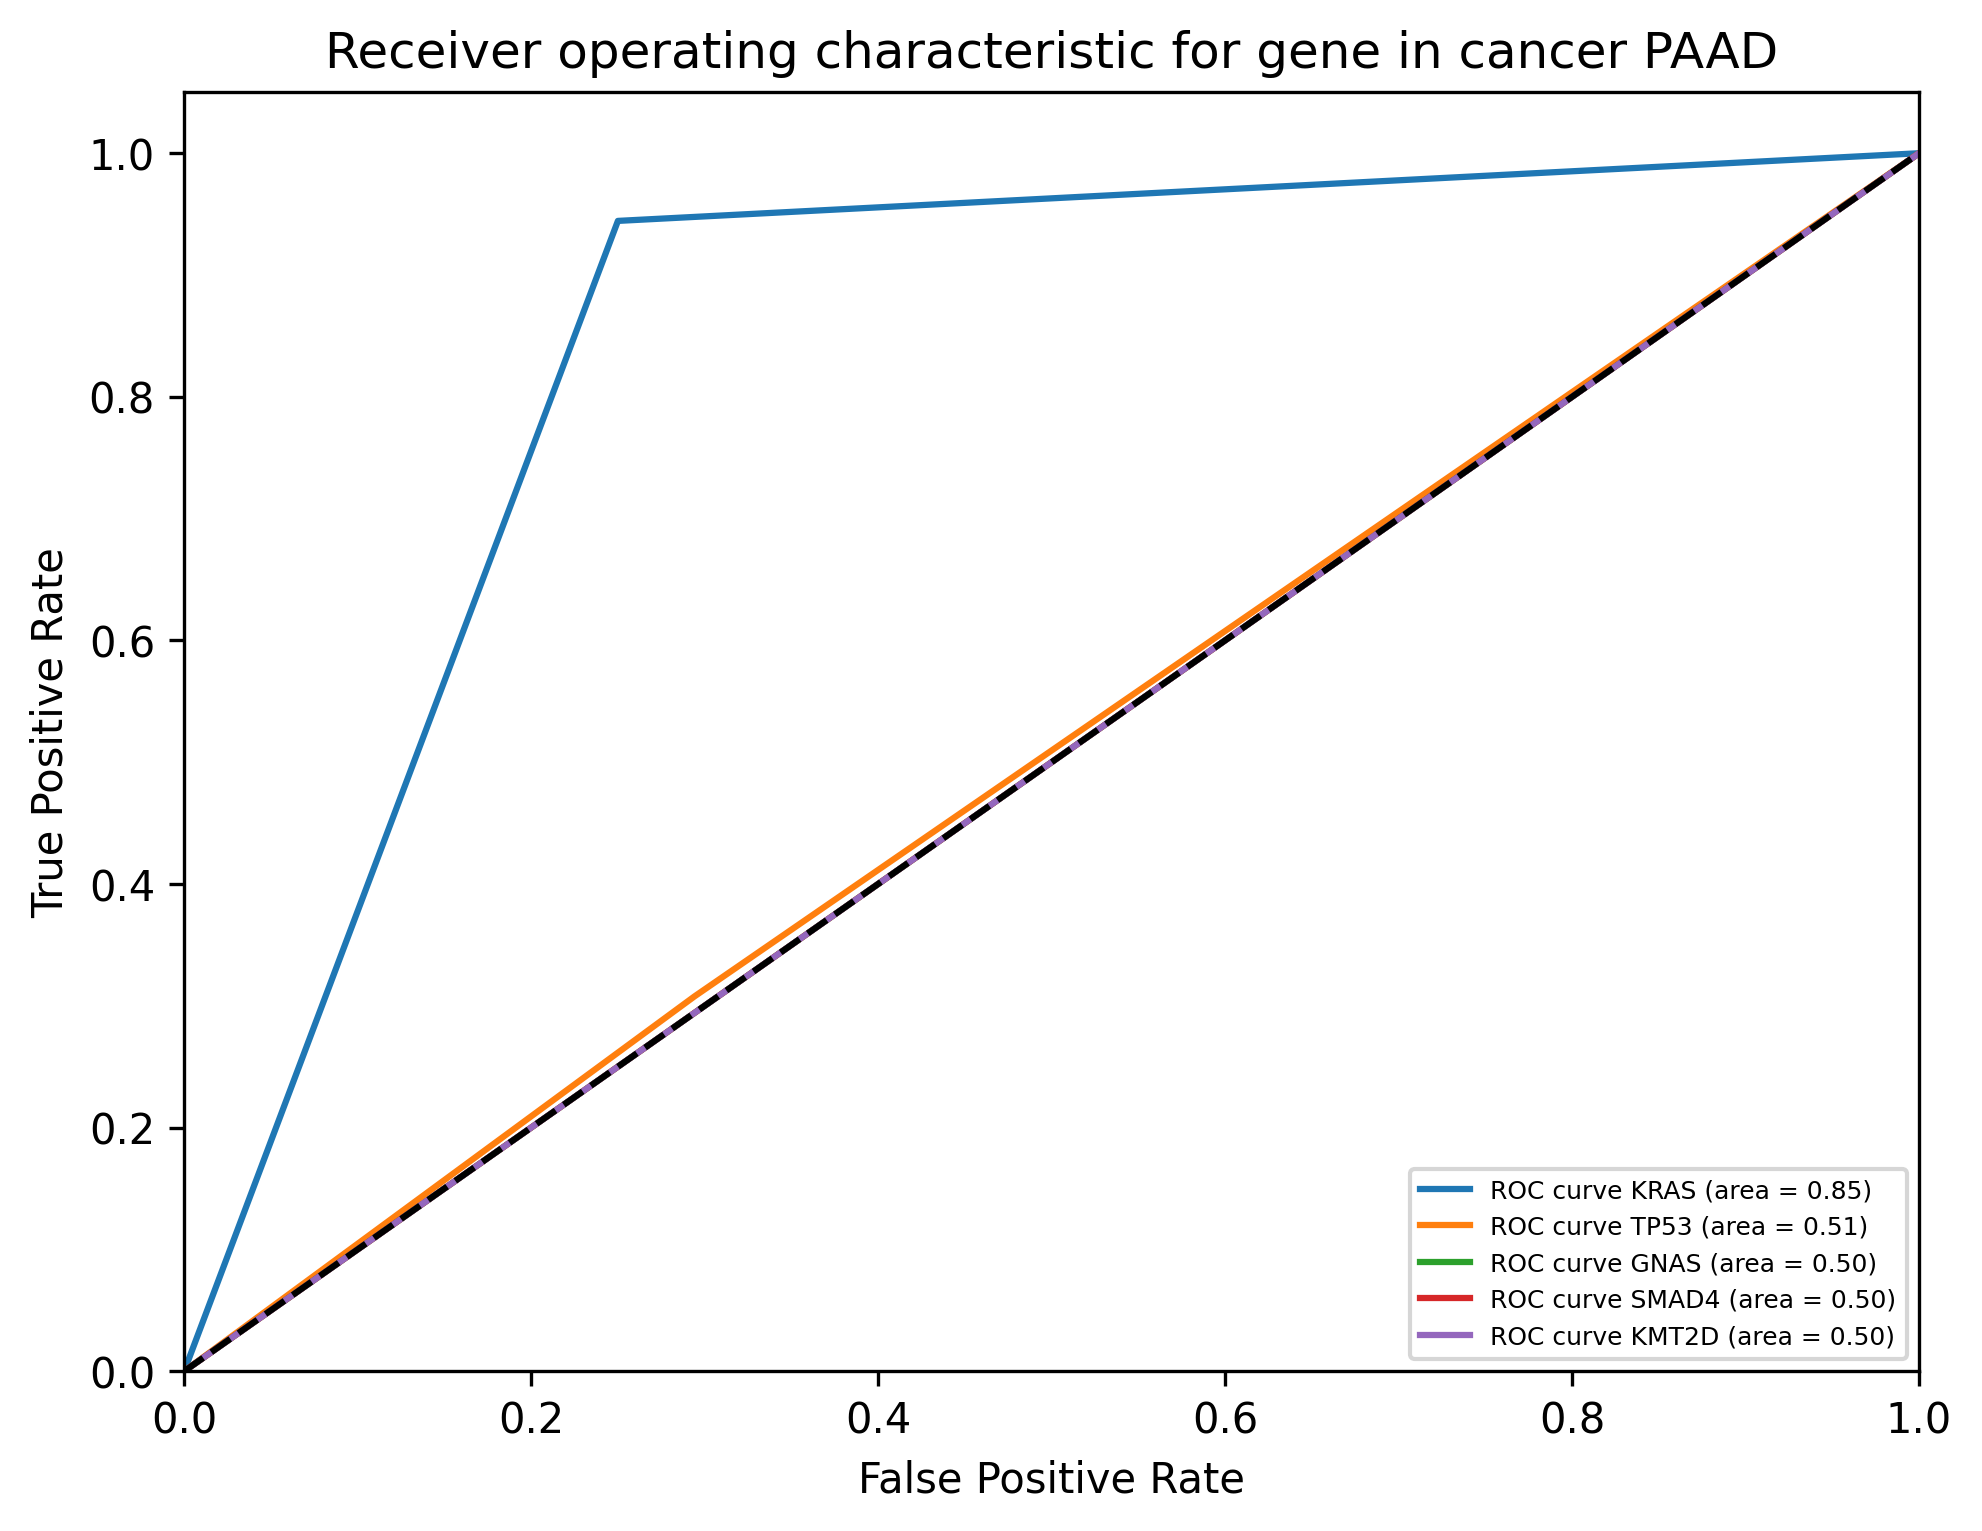 Receiver operating characteristic for gene in cancer PAAD
1.0
0.8
0.6
0.4
0.2
0.0
True Positive Rate
ROC curve KRAS (area = 0.85)
ROC curve TP53 (area = 0.51)
ROC curve GNAS (area = 0.50)
ROC curve SMAD4 (area = 0.50)
ROC curve KMT2D (area = 0.50)
0.0 0.2 0.4 0.6 0.8 1.0
False Positive Rate